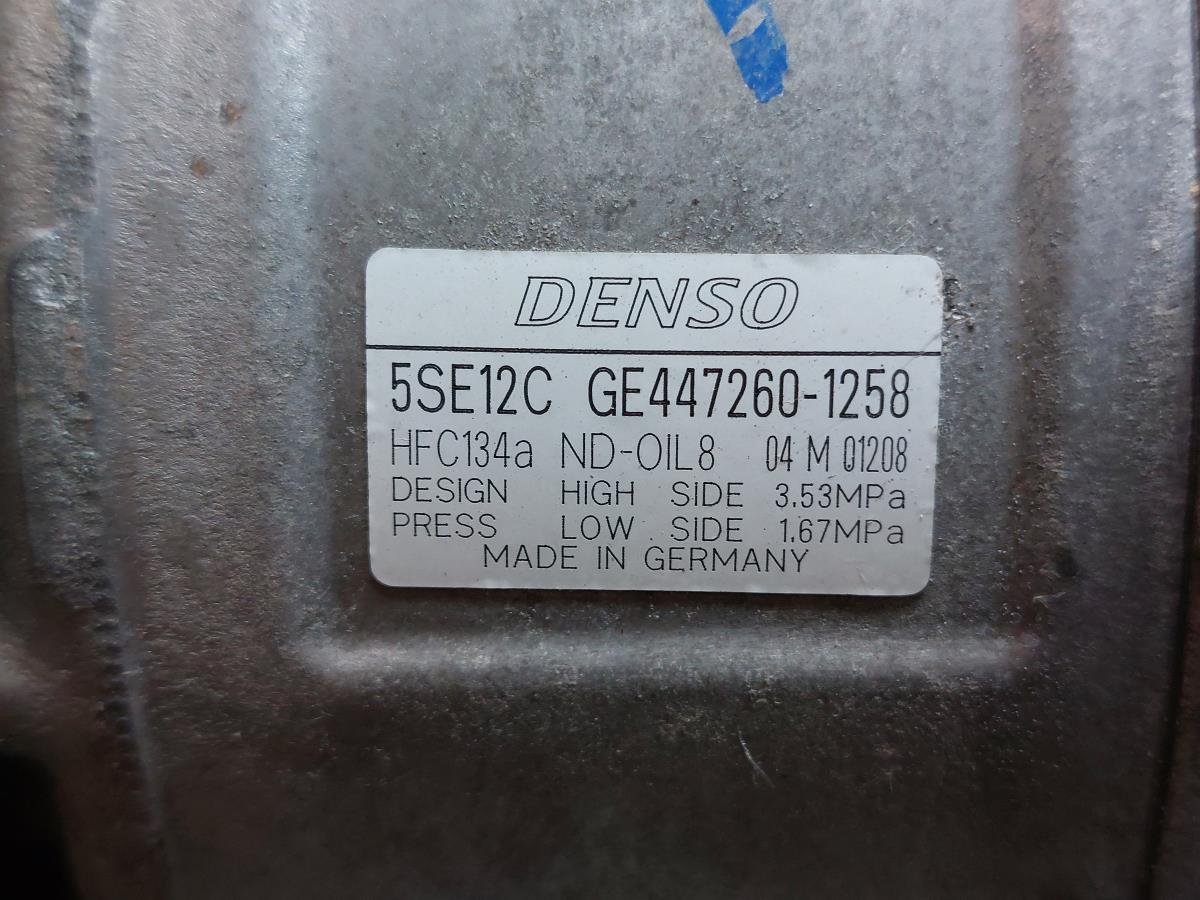 DENSO
5SE12C GE447260-1258
HFC134a ND-OIL8 04 M 01208
DESIGN HIGH SIDE 3.53MPa
PRESS LOW SIDE 1.67MPa
MADE IN GERMANY